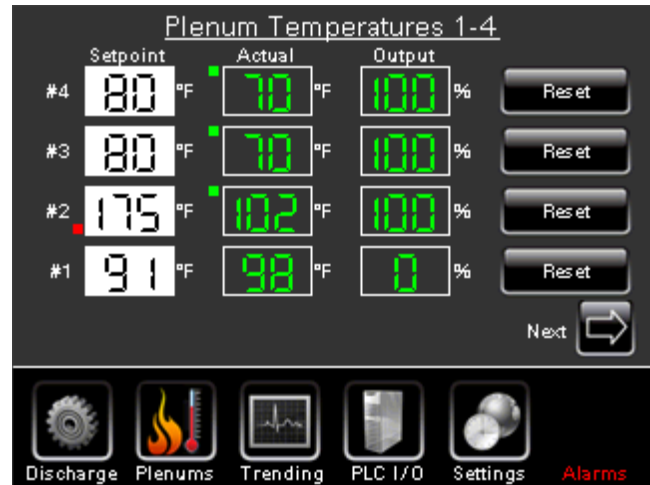 Plenum Temperatures 1-4
Setpoint Actual Output
#4 80 °F 70 °F 100 % Reset
#3 80 °F 70 °F 100 % Reset
#2 175 °F 102 °F 100 % Reset
#1 91 °F 98 °F 0 % Reset
Next
Discharge Plenums Trending PLC I/O Settings Alarms